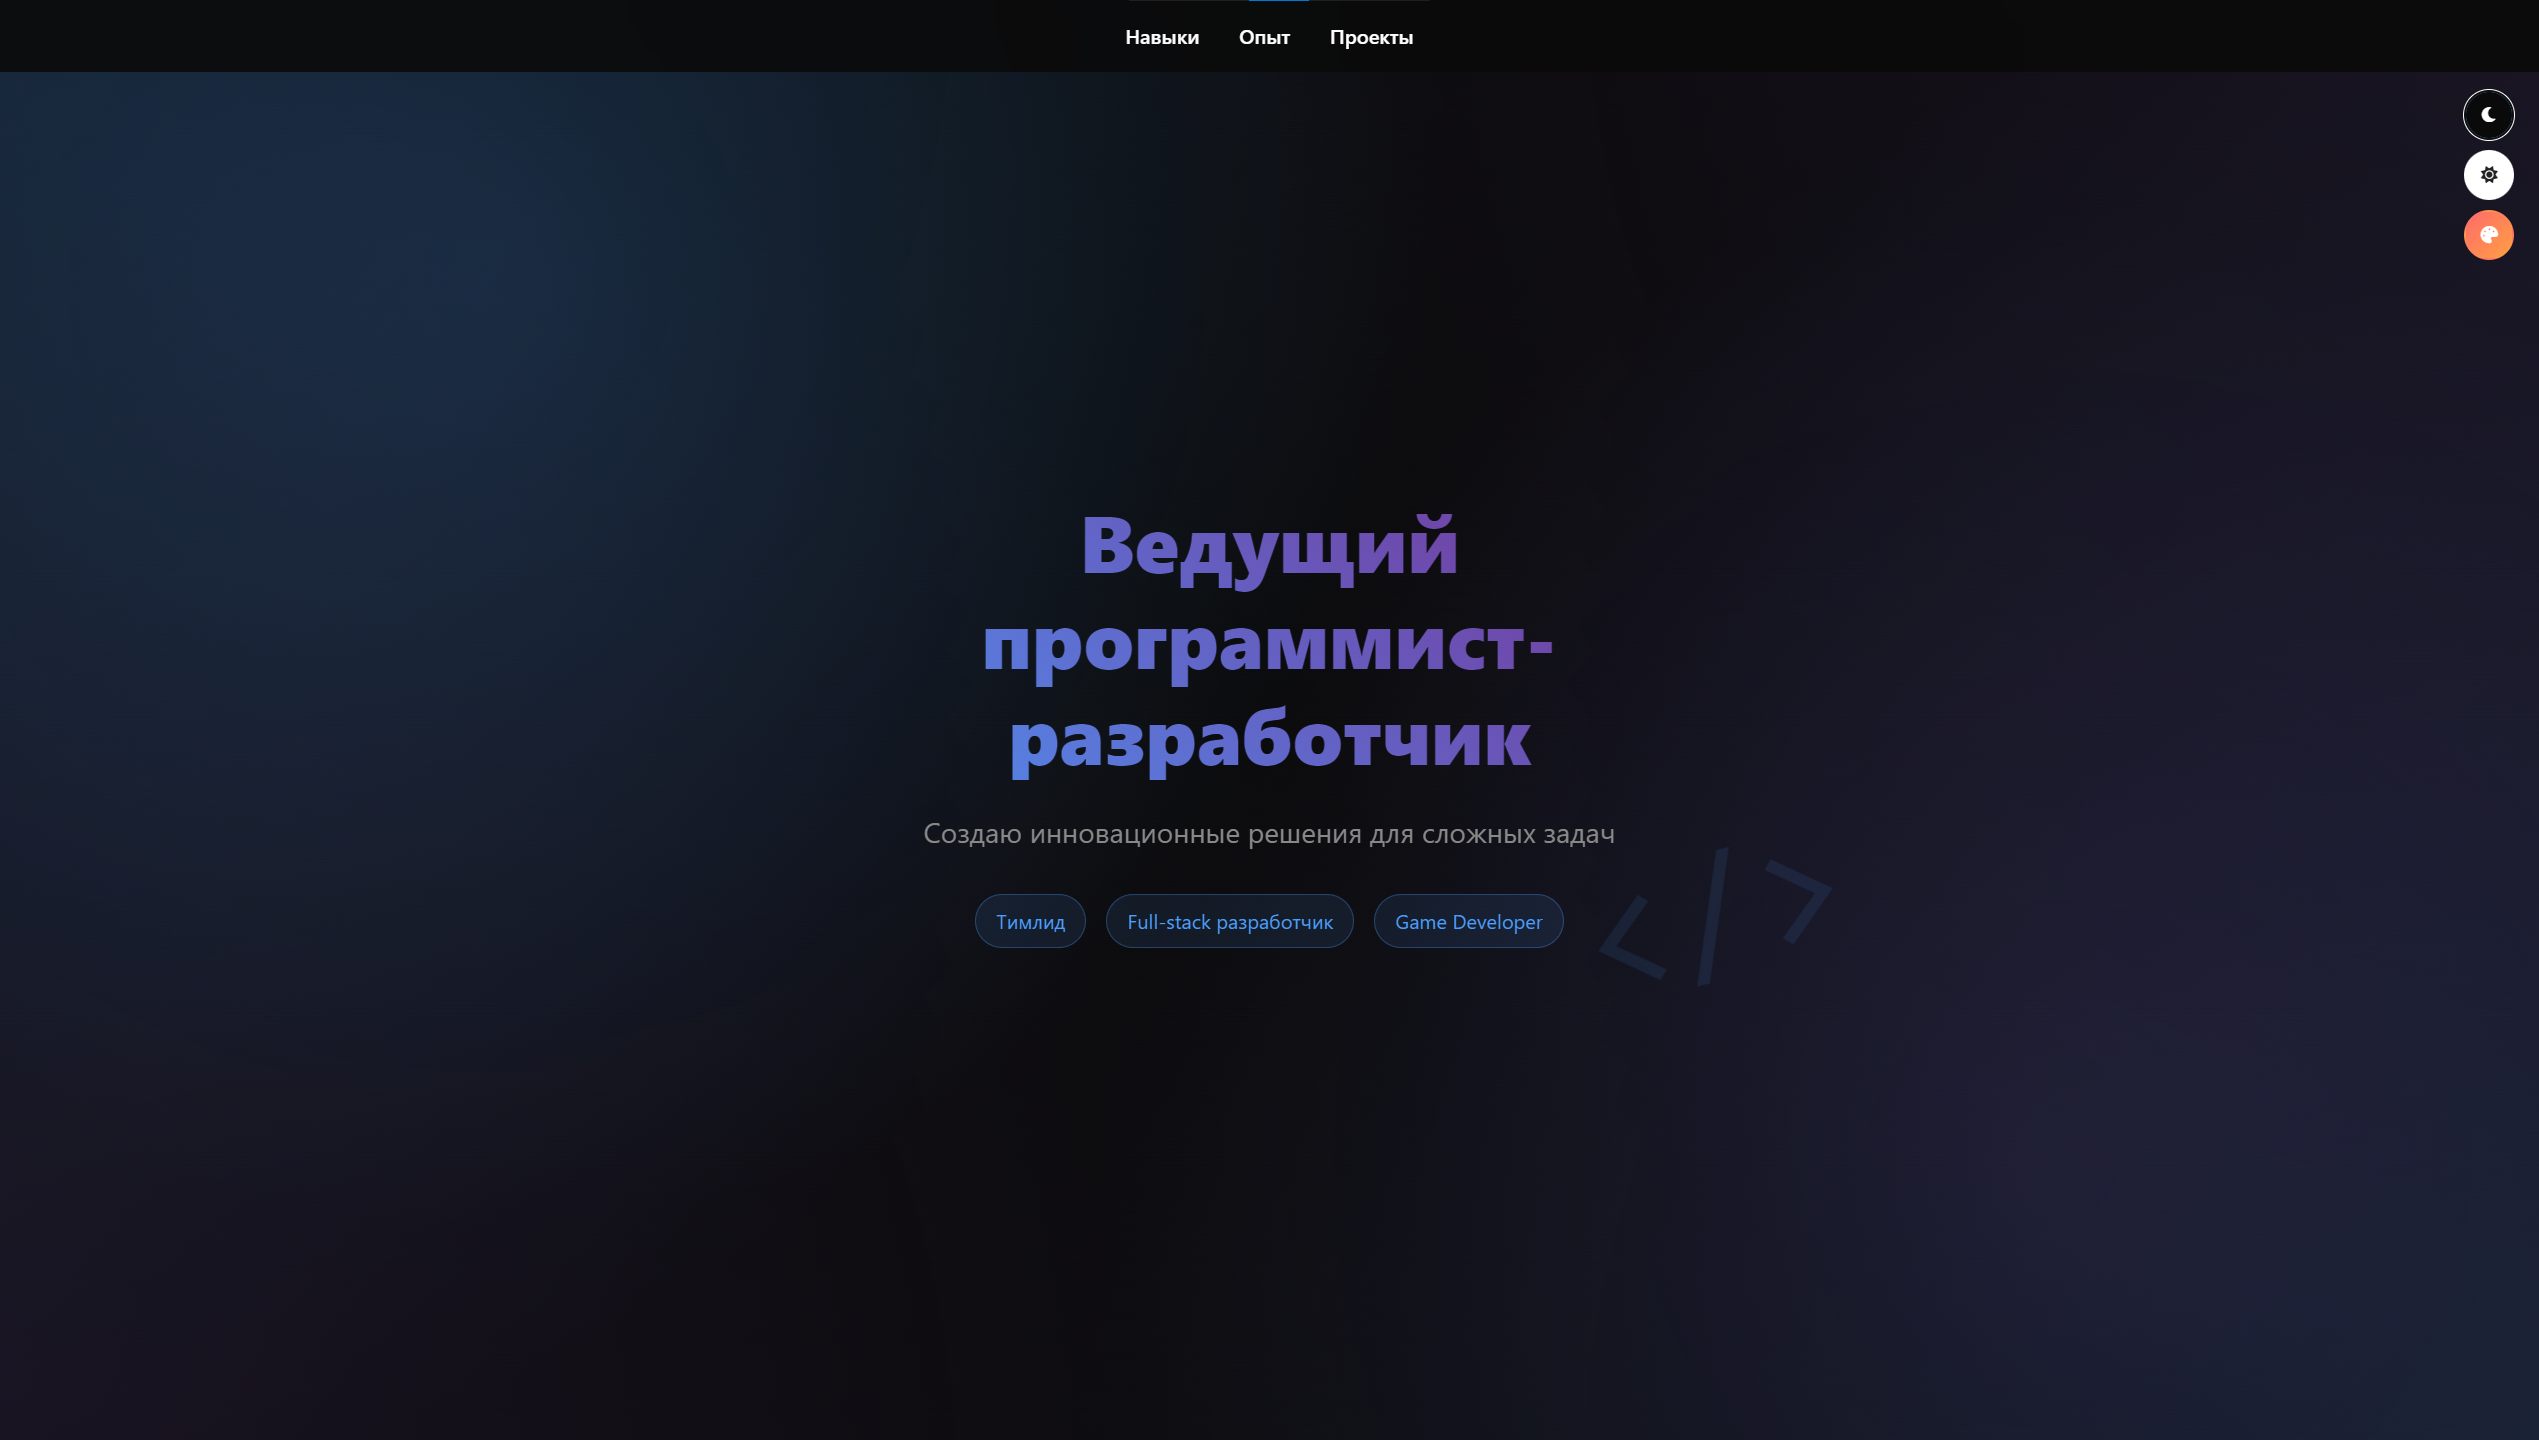 Навыки Опыт Проекты
Ведущий
программист-
разработчик
Создаю инновационные решения для сложных задач
Тимлид Full-stack разработчик Game Developer
</>